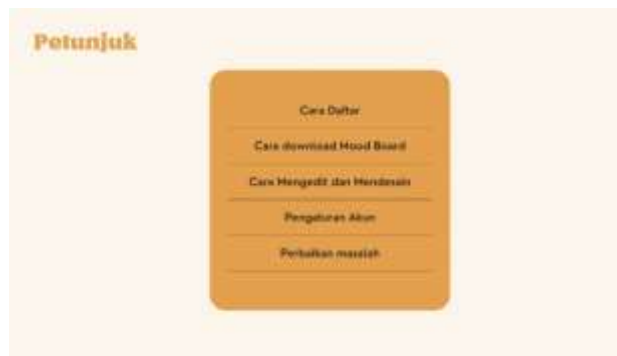 Petunjuk
Cara Daftar
Cara download Mood Board
Cara Mengedit dan Mendesain
Pengaturan Akun
Perbaikan masalah